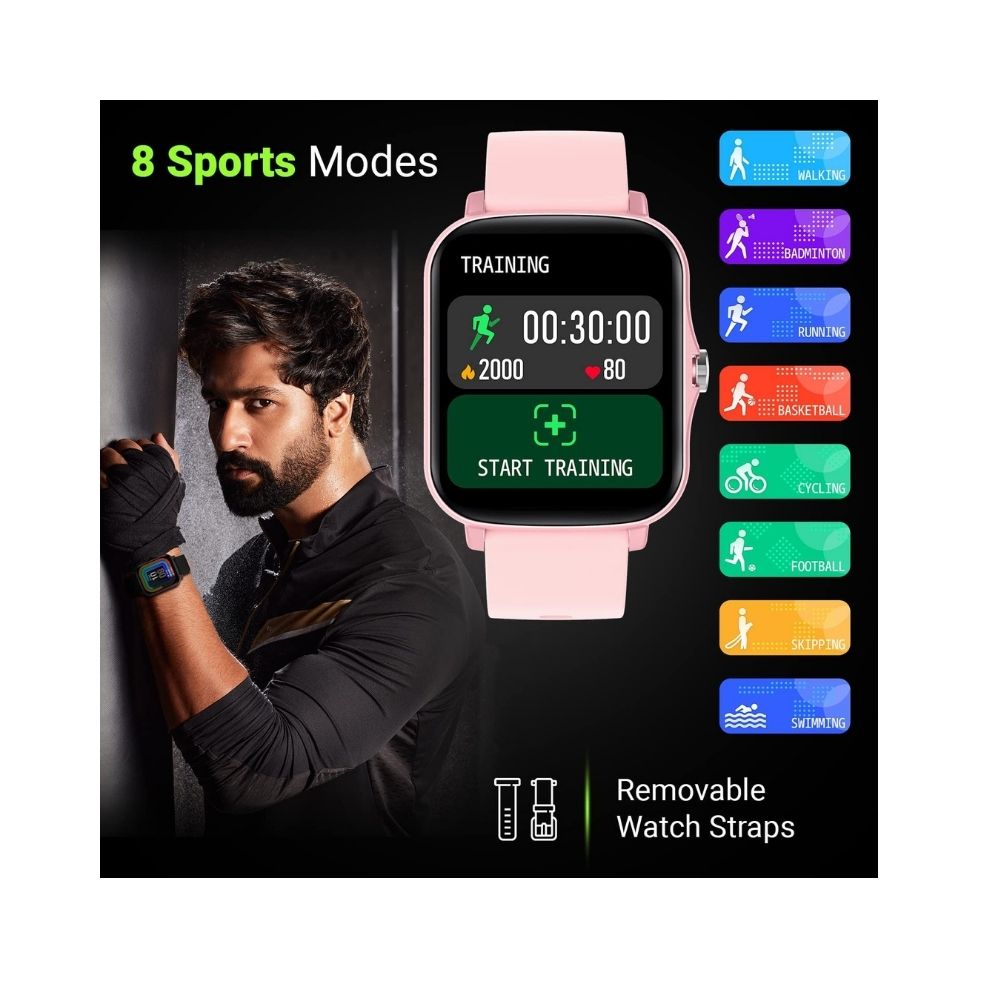 8 Sports Modes
TRAINING
00:30:00
2000 80
START TRAINING
WALKING
BADMINTON
RUNNING
BASKETBALL
CYCLING
FOOTBALL
SKIPPING
SWIMMING
Removable
Watch Straps